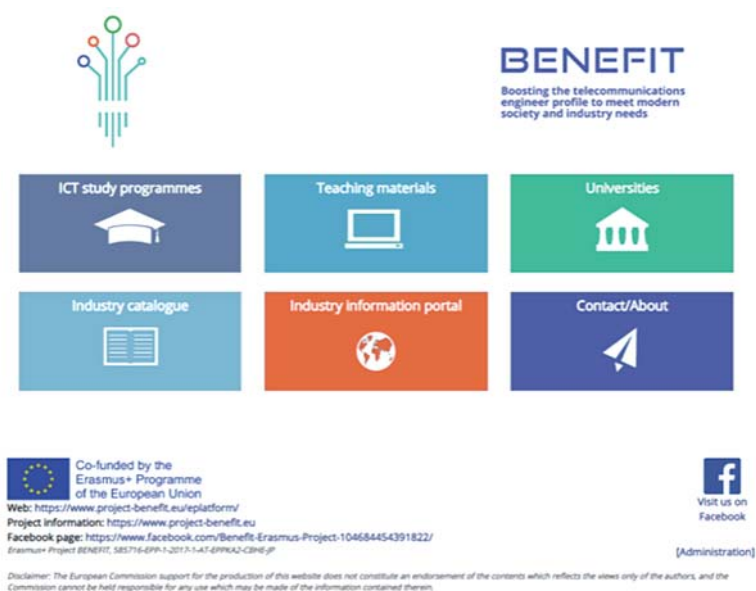 BENEFIT
Boosting the telecommunications
engineer profile to meet modern
society and industry needs
ICT study programmes
Teaching materials
Universities
Industry catalogue
Industry information portal
Contact/About
Co-funded by the
Erasmus+ Programme
of the European Union
Web: https://www.project-benefit.eu/eplatform/
Project information: https://www.project-benefit.eu
Facebook page: https://www.facebook.com/Benefit-Erasmus-Project-104684454391822/
Erasmus+ Project BENEFIT, 585716-EPP-1-2017-1-AT-EPPKA2-CBHE-JP
Visit us on
Facebook
[Administration]
Disclaimer: The European Commission support for the production of this website does not constitute an endorsement of the contents which reflects the views only of the authors, and the
Commission cannot be held responsible for any use which may be made of the information contained therein.